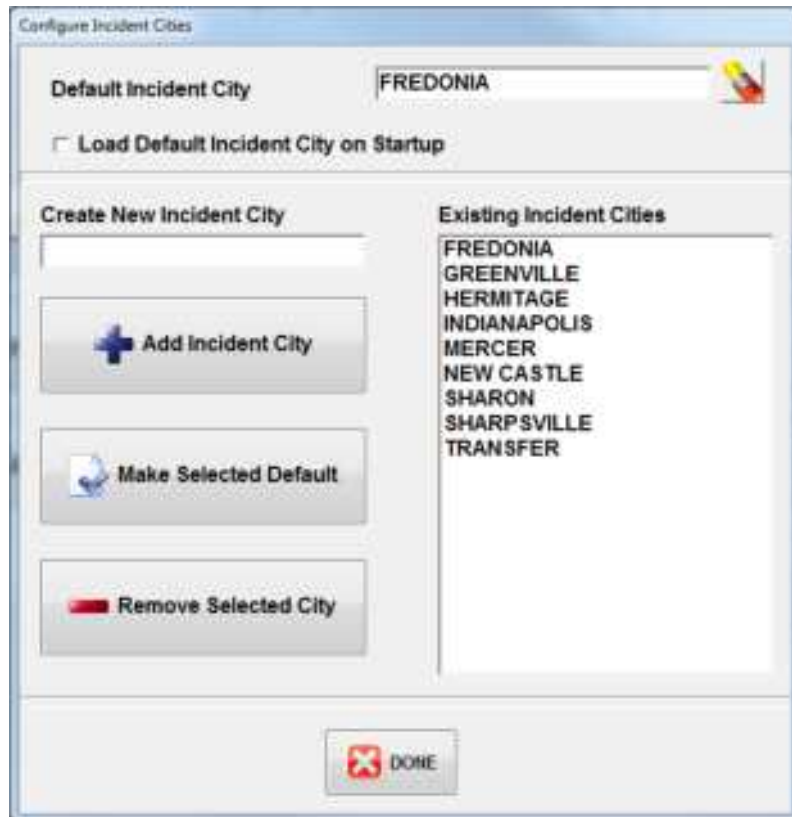 Configure Incident Cities
Default Incident City
FREDONIA
Load Default Incident City on Startup
Create New Incident City
Add Incident City
Make Selected Default
Remove Selected City
Existing Incident Cities
FREDONIA
GREENVILLE
HERMITAGE
INDIANAPOLIS
MERCER
NEW CASTLE
SHARON
SHARPSVILLE
TRANSFER
DONE